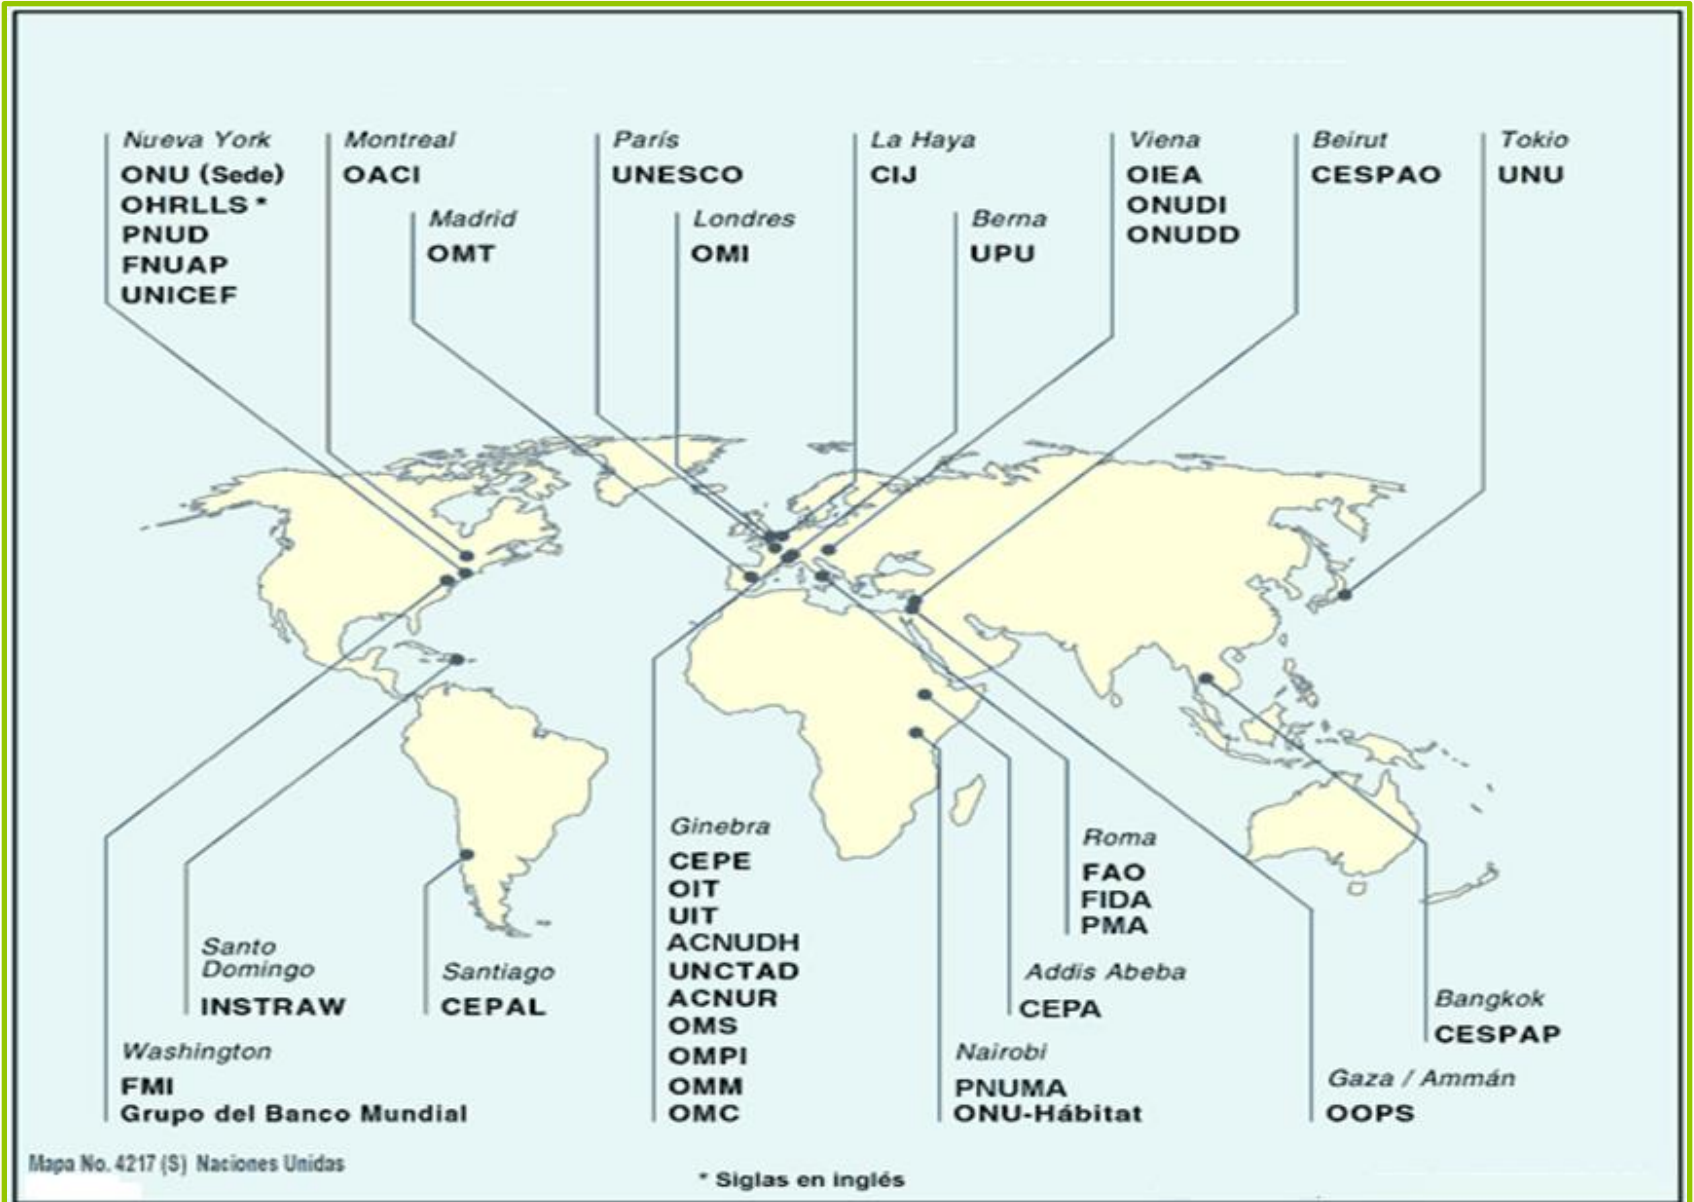 Nueva York
ONU (Sede)
OHRLLS *
PNUD
FNUAP
UNICEF
Montreal
OACI
Madrid
OMT
París
UNESCO
Londres
OMI
La Haya
CIJ
Berna
UPU
Viena
OIEA
ONUDI
ONUDD
Beirut
CESPAO
Tokio
UNU
Washington
FMI
Grupo del Banco Mundial
Santo
Domingo
INSTRAW
Santiago
CEPAL
Ginebra
CEPE
OIT
UIT
ACNUDH
UNCTAD
ACNUR
OMS
OMPI
OMM
OMC
Nairobi
PNUMA
ONU-Hábitat
Addis Abeba
CEPA
Roma
FAO
FIDA
PMA
Gaza / Ammán
OOPS
Bangkok
CESPAP
Mapa No. 4217 (S) Naciones Unidas
* Siglas en inglés